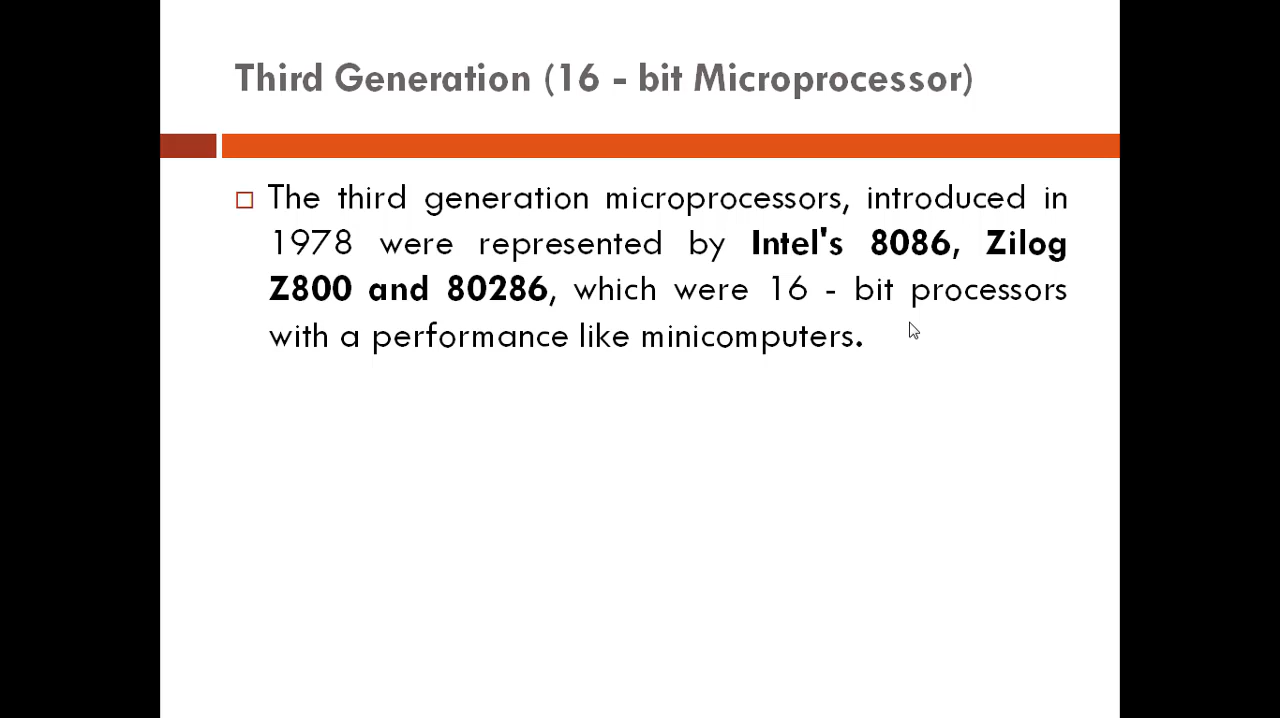 Third Generation (16 - bit Microprocessor)
The third generation microprocessors, introduced in
1978 were represented by Intel's 8086, Zilog
Z800 and 80286, which were 16 - bit processors
with a performance like minicomputers.